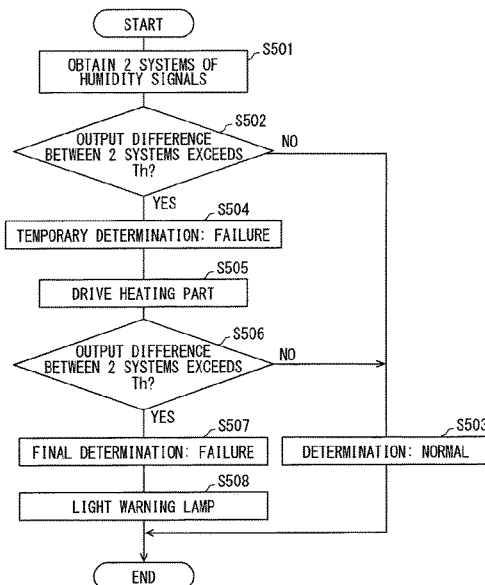 START
S501
OBTAIN 2 SYSTEMS OF
HUMIDITY SIGNALS
S502
OUTPUT DIFFERENCE
BETWEEN 2 SYSTEMS EXCEEDS
Th?
NO
YES
S504
TEMPORARY DETERMINATION: FAILURE
S505
DRIVE HEATING PART
S506
OUTPUT DIFFERENCE
BETWEEN 2 SYSTEMS EXCEEDS
Th?
NO
YES
S507
FINAL DETERMINATION: FAILURE
S503
DETERMINATION: NORMAL
S508
LIGHT WARNING LAMP
END